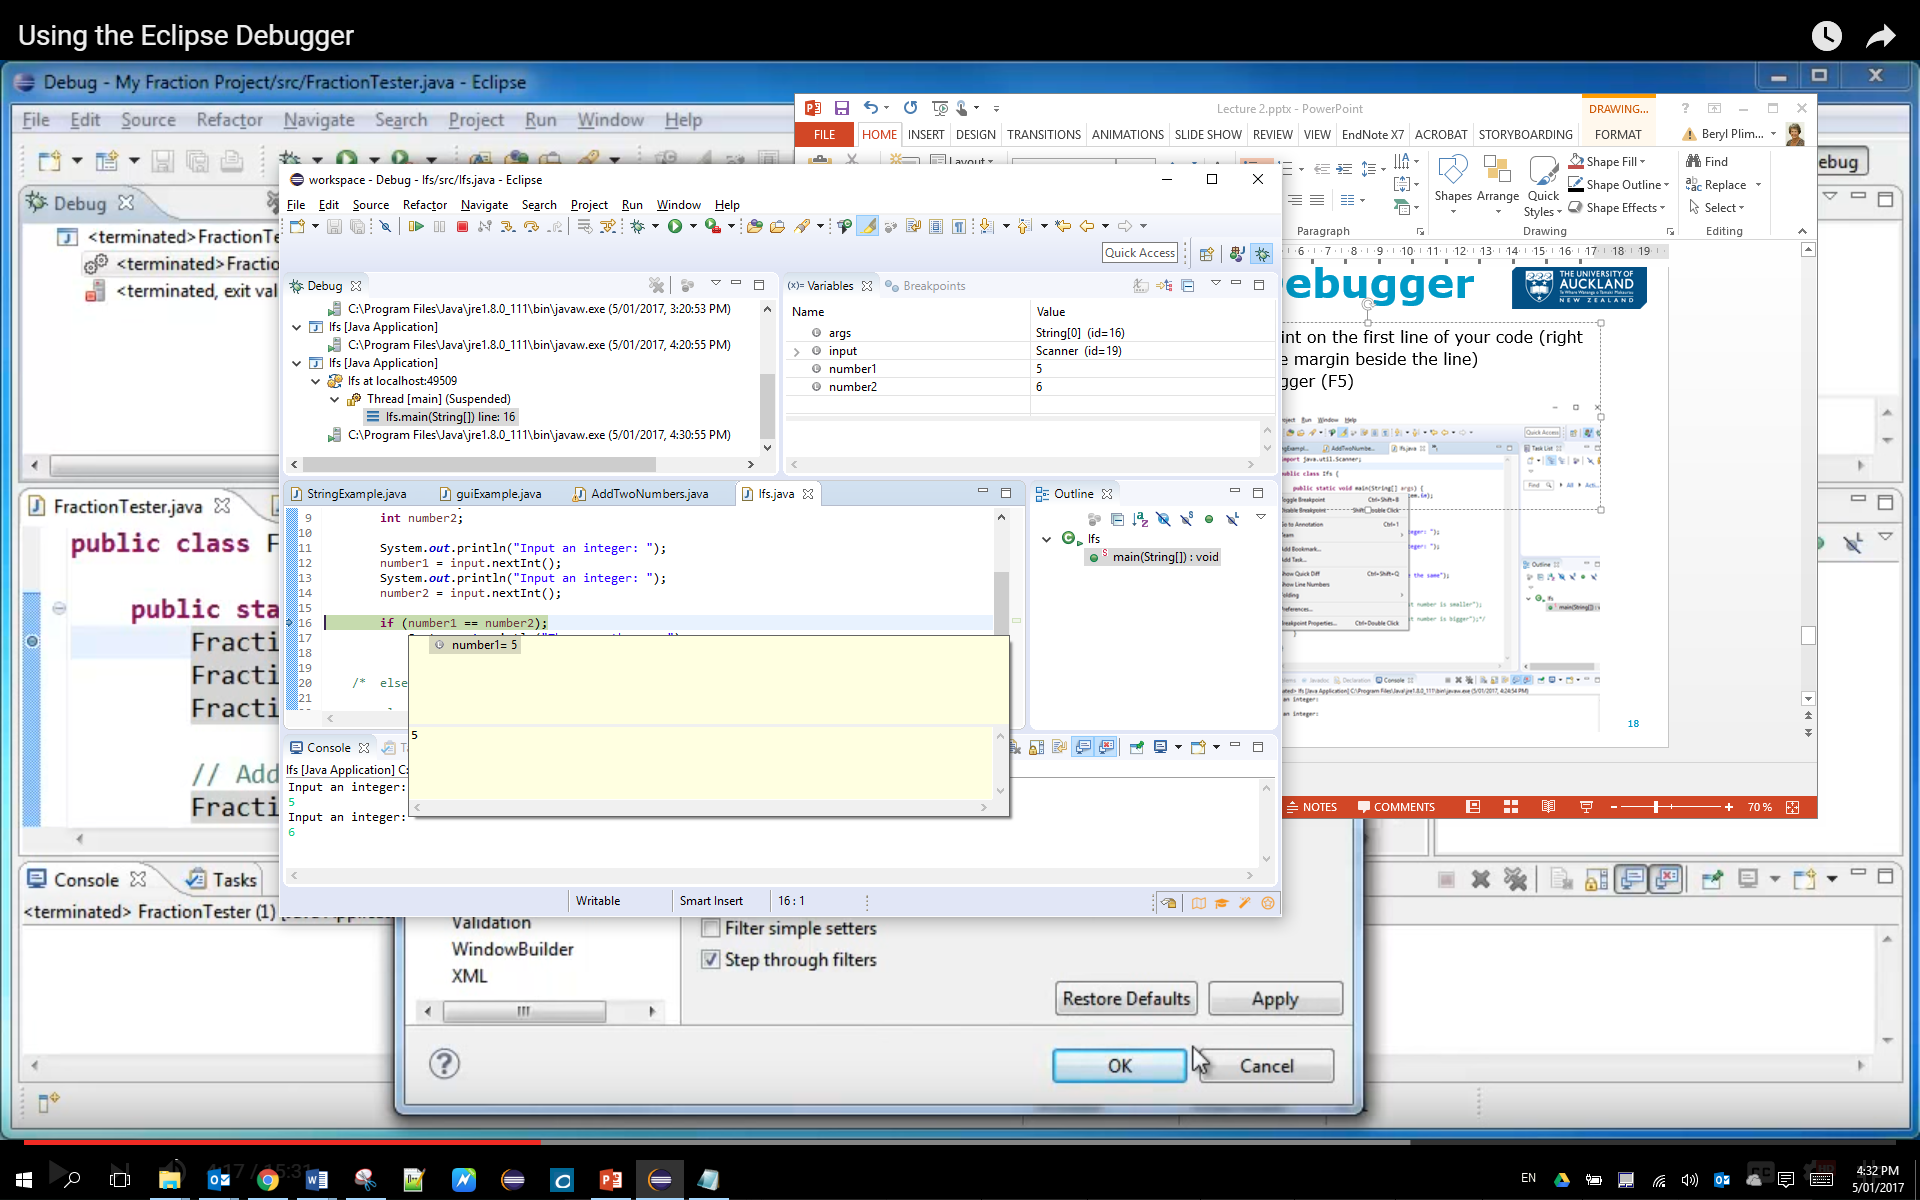 Using the Eclipse Debugger
Debug - My Fraction Project/src/FractionTester.java - Eclipse
File Edit Source Refactor Navigate Search Project Run Window Help
Lecture 2.pptx - PowerPoint
DRAWING...
FILE HOME INSERT DESIGN TRANSITIONS ANIMATIONS SLIDE SHOW REVIEW VIEW EndNote X7 ACROBAT STORYBOARDING FORMAT Beryl Plim...
Shapes Arrange Quick Styles
Shape Fill
Shape Outline
Shape Effects
Find
Replace
Select
Paragraph Drawing Editing
ebug
Debug
<terminated>FractionTe
<terminated>Fractio
<terminated, exit val
workspace - Debug - Ifs/src/Ifs.java - Eclipse
File Edit Source Refactor Navigate Search Project Run Window Help
Quick Access
Debug
C:\Program Files\Java\jre1.8.0_111\bin\javaw.exe (5/01/2017, 3:20:53 PM)
Ifs [Java Application]
C:\Program Files\Java\jre1.8.0_111\bin\javaw.exe (5/01/2017, 4:20:55 PM)
Ifs [Java Application]
Ifs at localhost:49509
Thread [main] (Suspended)
Ifs.main(String[]) line: 16
C:\Program Files\Java\jre1.8.0_111\bin\javaw.exe (5/01/2017, 4:30:55 PM)
(x)= Variables Breakpoints
Name Value
args String[0] (id=16)
input Scanner (id=19)
number1 5
number2 6
6 7 8 9 10 11 12 13 14 15 16 17 18 19
ebugger
THE UNIVERSITY OF
AUCKLAND
NEW ZEALAND
int on the first line of your code (right
e margin beside the line)
gger (F5)
18
StringExample.java guiExample.java AddTwoNumbers.java Ifs.java
9 int number2;
10
11 System.out.println("Input an integer: ");
12 number1 = input.nextInt();
13 System.out.println("Input an integer: ");
14 number2 = input.nextInt();
15
16 if (number1 == number2);
17
18
19
20 /* else
21
number1= 5
5
Outline
Ifs
main(String[]) : void
Console
Ifs [Java Application] C:
Input an integer:
5
Input an integer:
6
Writable Smart Insert 16 : 1
NOTES COMMENTS 70 %
FractionTester.java
public class F
public sta
Fracti
Fracti
Fracti
// Add
Fracti
Console Tasks
<terminated> FractionTester (1)
Validation
WindowBuilder
XML
Filter simple setters
Step through filters
Restore Defaults Apply
OK Cancel
EN
4:32 PM
5/01/2017